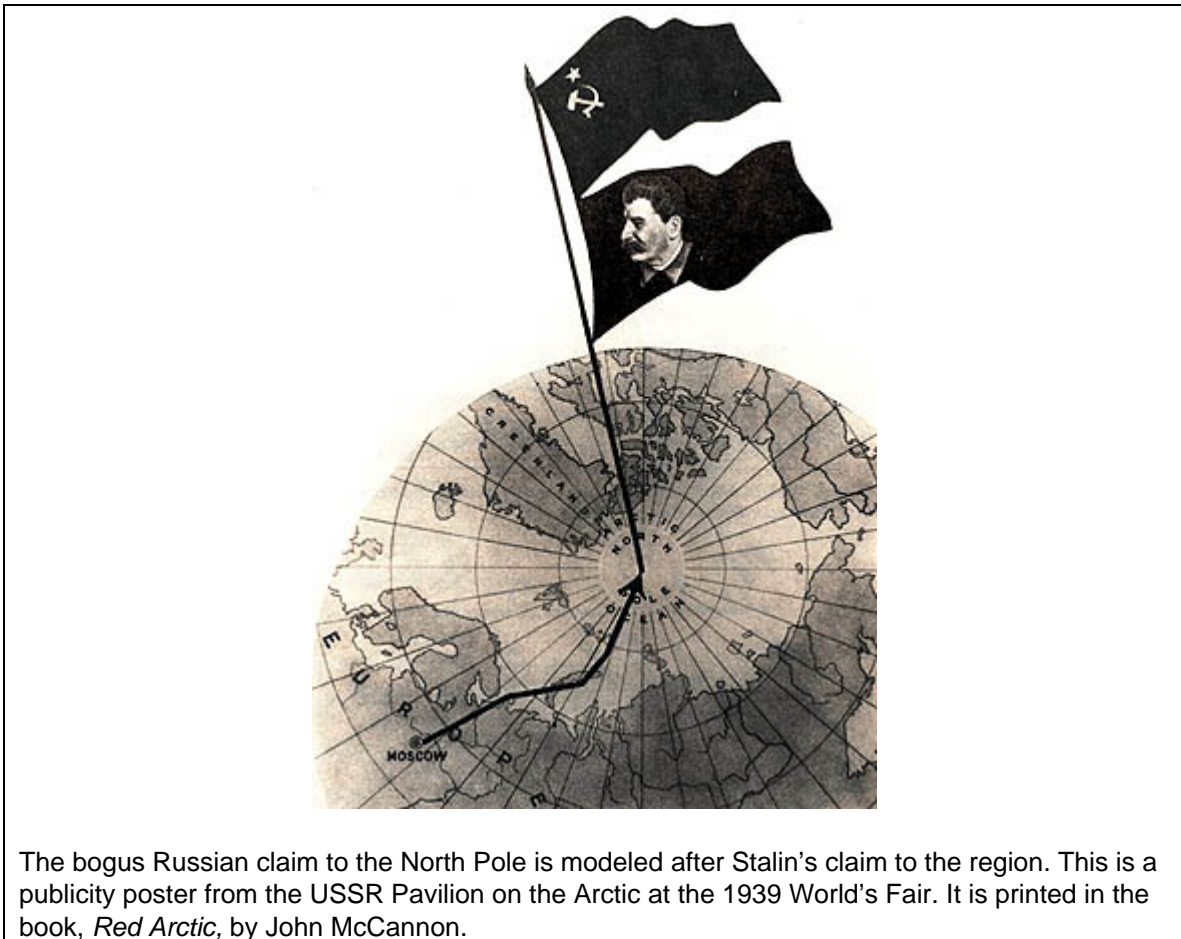 GREENLAND
ARCTIC
NORTH
POLE
OCEAN
EUROPE
MOSCOW
The bogus Russian claim to the North Pole is modeled after Stalin’s claim to the region. This is a
publicity poster from the USSR Pavilion on the Arctic at the 1939 World’s Fair. It is printed in the
book, Red Arctic, by John McCannon.